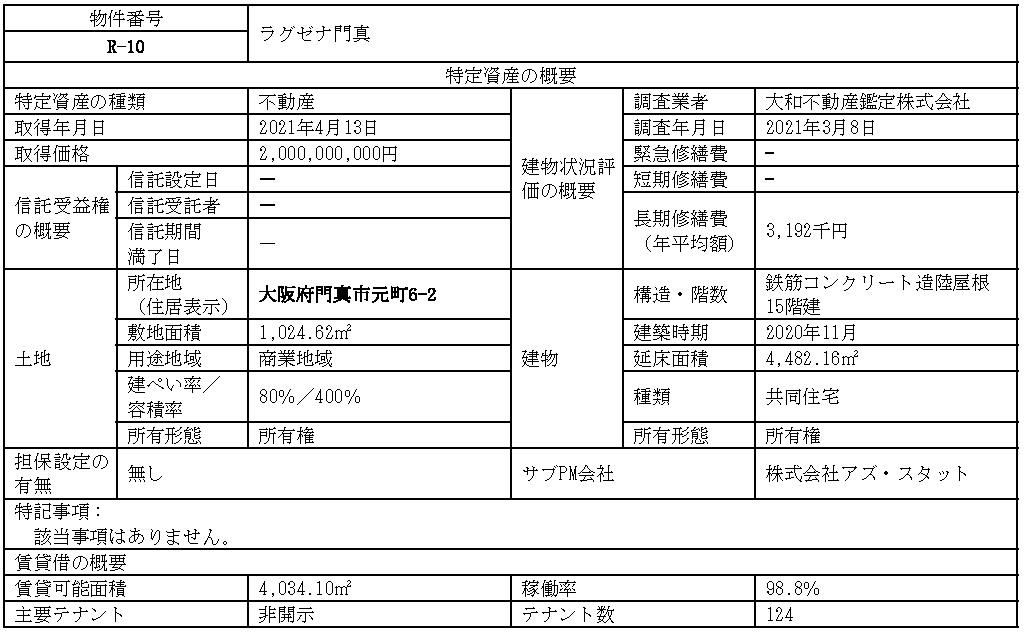 物件番号
R-10
ラグゼナ門真
特定資産の概要
特定資産の種類 不動産
取得年月日 2021年4月13日
取得価格 2,000,000,000円
信託受益権
の概要
信託設定日 －
信託受託者 －
信託期間
満了日
－
建物状況評
価の概要
調査業者 大和不動産鑑定株式会社
調査年月日 2021年3月8日
緊急修繕費 -
短期修繕費 -
長期修繕費
（年平均額）
3,192千円
土地
所在地
（住居表示）
大阪府門真市元町6-2
敷地面積 1,024.62㎡
用途地域 商業地域
建ぺい率／
容積率
80％／400％
所有形態 所有権
建物
構造・階数
鉄筋コンクリート造陸屋根
15階建
建築時期 2020年11月
延床面積 4,482.16㎡
種類 共同住宅
所有形態 所有権
担保設定の
有無
無し
サブPM会社 株式会社アズ・スタット
特記事項：
該当事項はありません。
賃貸借の概要
賃貸可能面積 4,034.10㎡ 稼働率 98.8%
主要テナント 非開示 テナント数 124